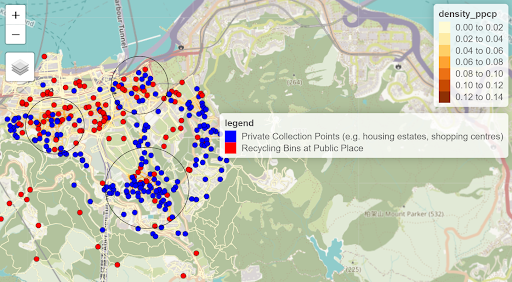 +
−
Harbour Tunnel
density_ppcp
0.00 to 0.02
0.02 to 0.04
0.04 to 0.06
0.06 to 0.08
0.08 to 0.10
0.10 to 0.12
0.12 to 0.14
legend
Private Collection Points (e.g. housing estates, shopping centres)
Recycling Bins at Public Place
Mount Parker (532)